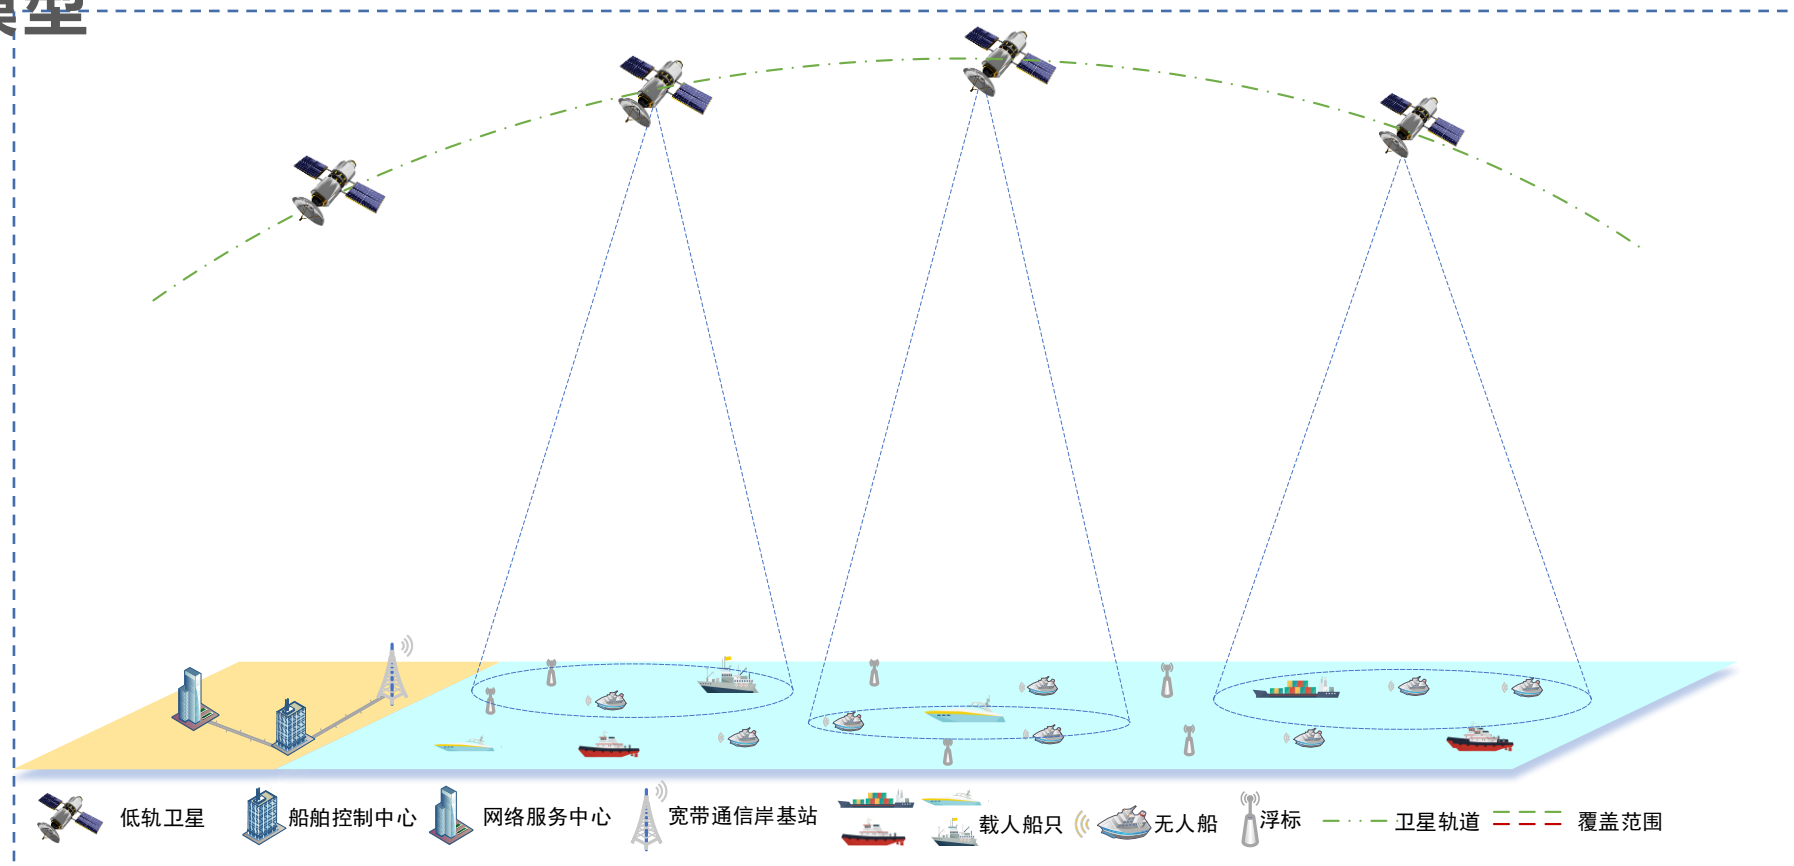 模型
低轨卫星
船舶控制中心
网络服务中心
宽带通信岸基站
载人船只
无人船
浮标
卫星轨道
覆盖范围